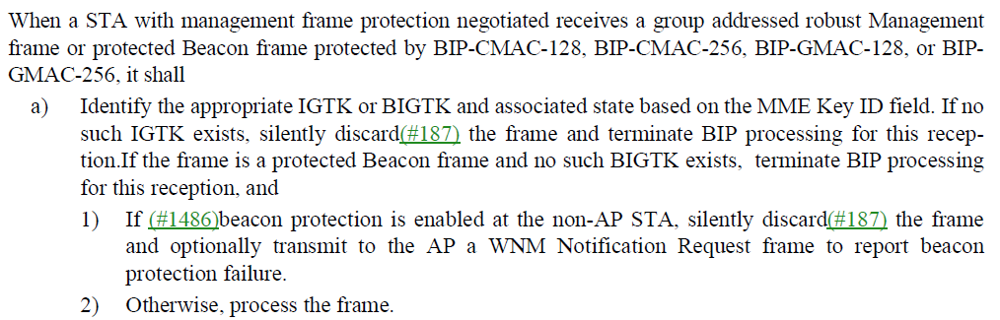 When a STA with management frame protection negotiated receives a group addressed robust Management
frame or protected Beacon frame protected by BIP-CMAC-128, BIP-CMAC-256, BIP-GMAC-128, or BIP-
GMAC-256, it shall
a) Identify the appropriate IGTK or BIGTK and associated state based on the MME Key ID field. If no
such IGTK exists, silently discard(#187) the frame and terminate BIP processing for this recep-
tion.If the frame is a protected Beacon frame and no such BIGTK exists, terminate BIP processing
for this reception, and
1) If (#1486)beacon protection is enabled at the non-AP STA, silently discard(#187) the frame
and optionally transmit to the AP a WNM Notification Request frame to report beacon
protection failure.
2) Otherwise, process the frame.